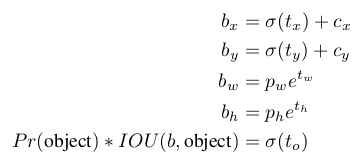 b_x = σ(t_x) + c_x
b_y = σ(t_y) + c_y
b_w = p_w e^{t_w}
b_h = p_h e^{t_h}
Pr(object) ∗ IOU(b, object) = σ(t_o)